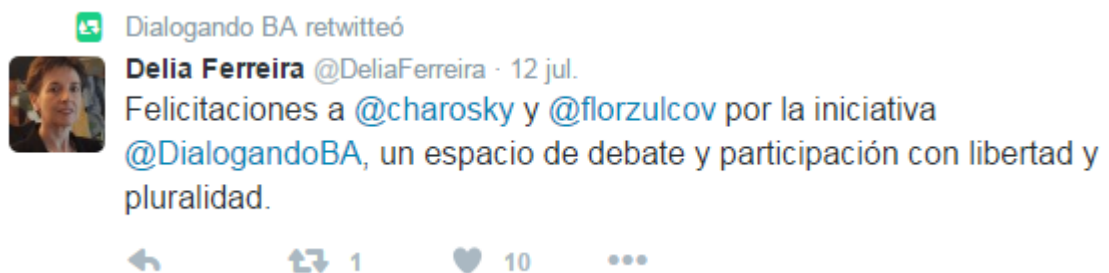 Dialogando BA retwitteó
Delia Ferreira @DeliaFerreira · 12 jul.
Felicitaciones a @charosky y @florzulcov por la iniciativa
@DialogandoBA, un espacio de debate y participación con libertad y
pluralidad.
1 10